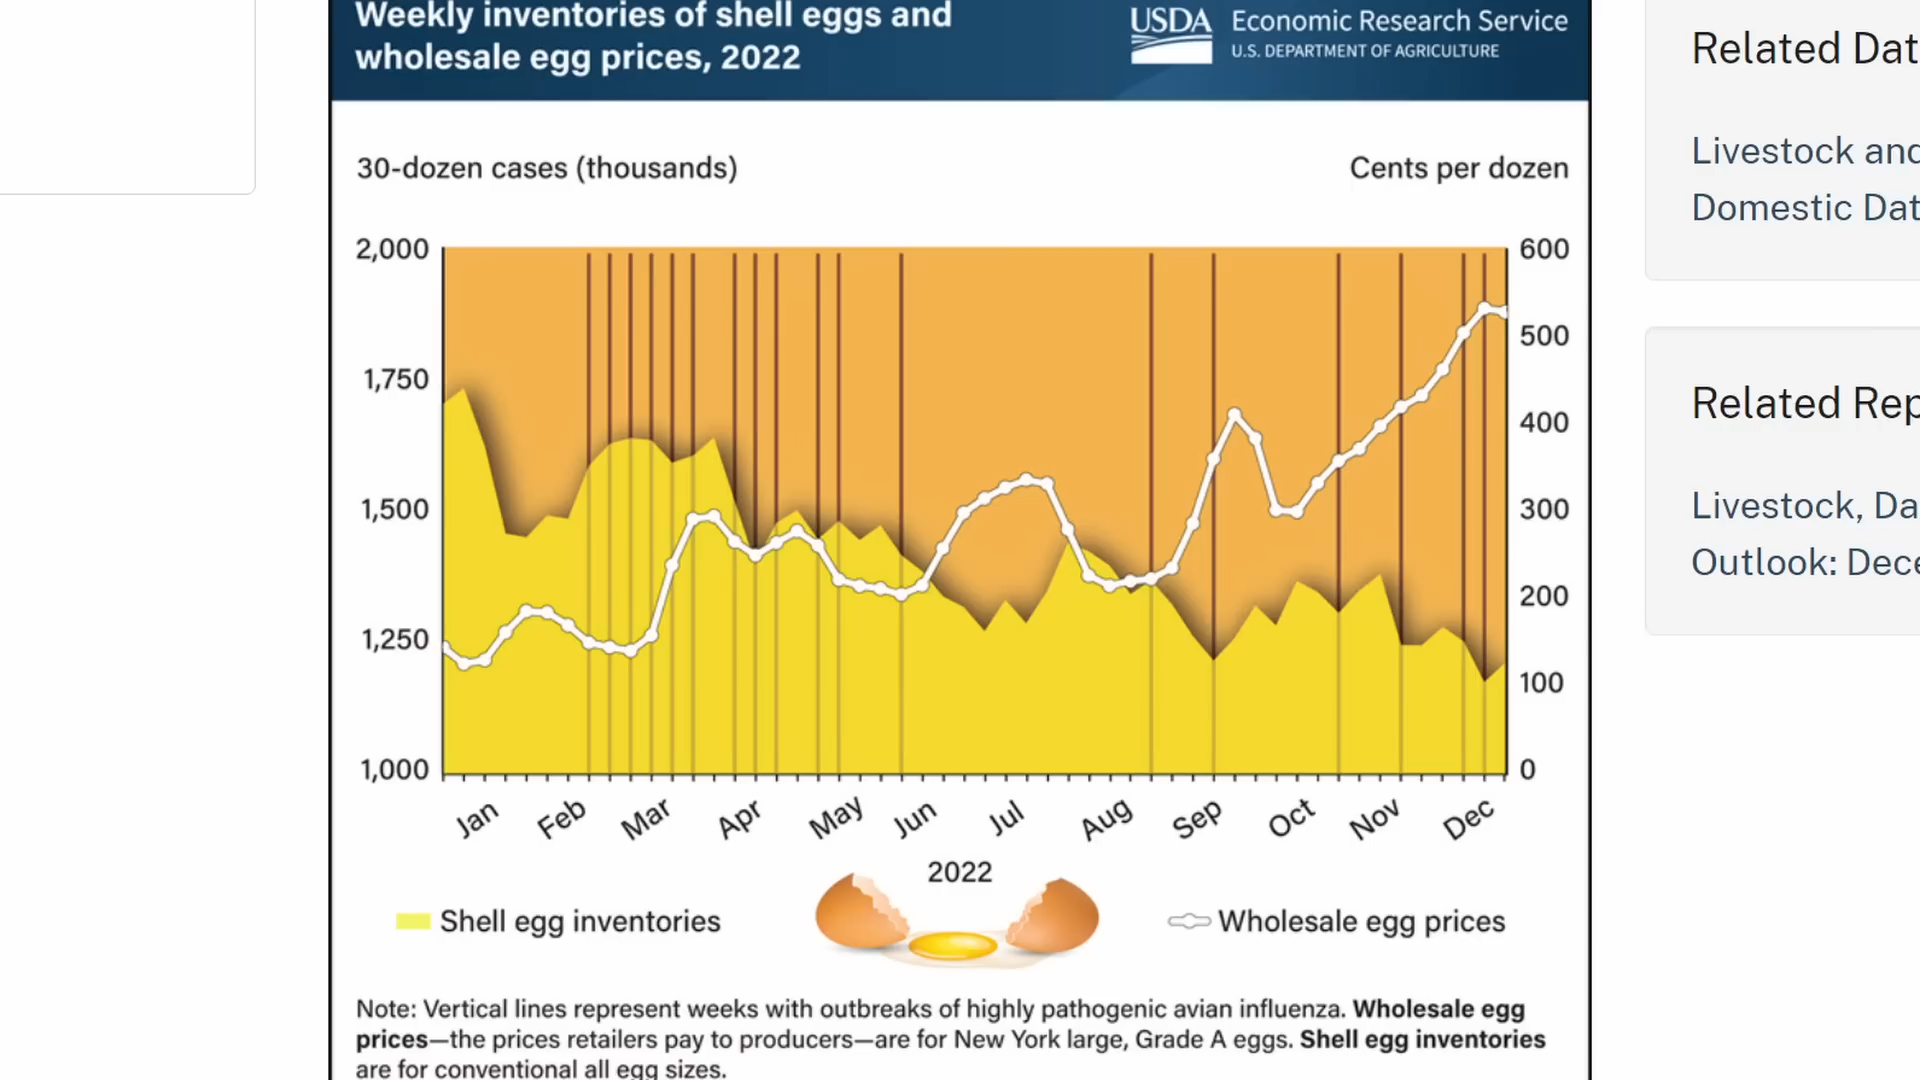 Weekly inventories of shell eggs and
wholesale egg prices, 2022
USDA Economic Research Service
U.S. DEPARTMENT OF AGRICULTURE
30-dozen cases (thousands)
Cents per dozen
2,000
1,750
1,500
1,250
1,000
600
500
400
300
200
100
0
Jan Feb Mar Apr May Jun Jul Aug Sep Oct Nov Dec
2022
Shell egg inventories
Wholesale egg prices
Note: Vertical lines represent weeks with outbreaks of highly pathogenic avian influenza. Wholesale egg
prices—the prices retailers pay to producers—are for New York large, Grade A eggs. Shell egg inventories
are for conventional all egg sizes.
Related Dat
Livestock and
Domestic Dat
Related Rep
Livestock, Da
Outlook: Dece